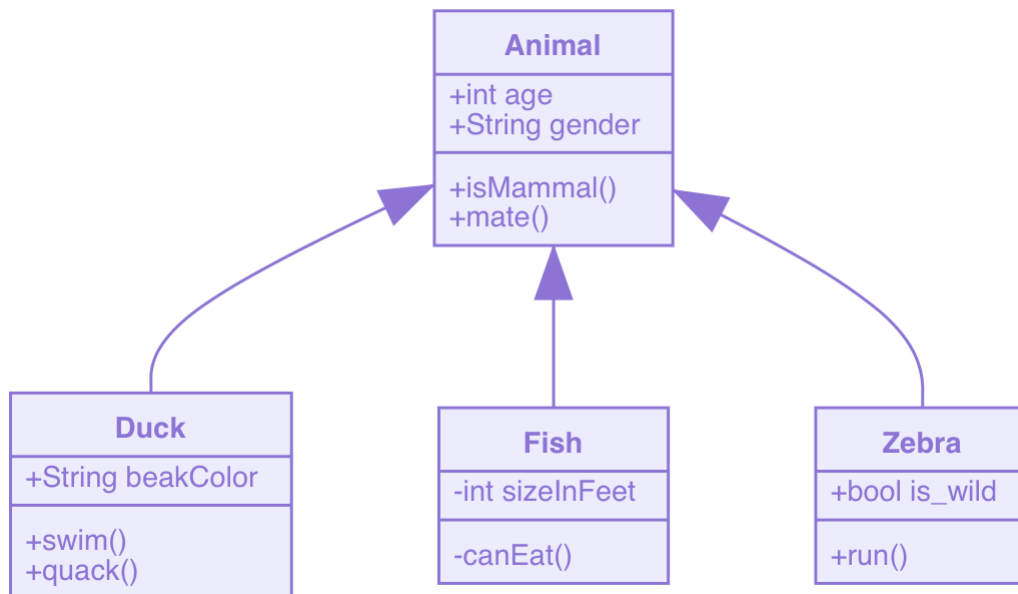 Animal
+int age
+String gender
+isMammal()
+mate()
Duck
+String beakColor
+swim()
+quack()
Fish
-int sizeInFeet
-canEat()
Zebra
+bool is_wild
+run()